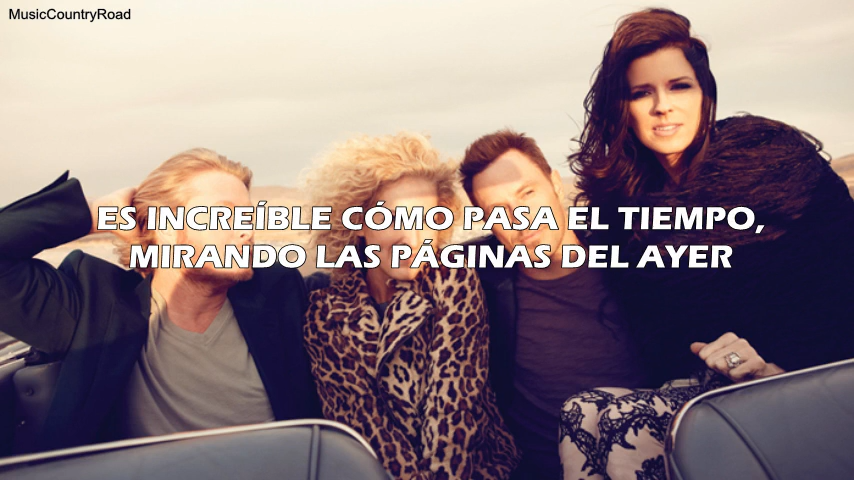 MusicCountryRoad
ES INCREÍBLE CÓMO PASA EL TIEMPO,
MIRANDO LAS PÁGINAS DEL AYER